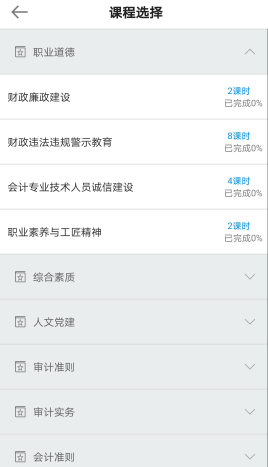 课程选择
职业道德
财政廉政建设
2课时
已完成0%
财政违法违规警示教育
8课时
已完成0%
会计专业技术人员诚信建设
4课时
已完成0%
职业素养与工匠精神
2课时
已完成0%
综合素质
人文党建
审计准则
审计实务
会计准则